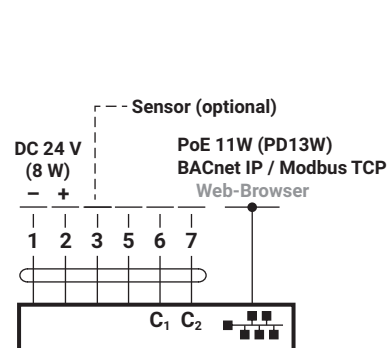 Sensor (optional)
DC 24 V
(8 W)
– +
PoE 11W (PD13W)
BACnet IP / Modbus TCP
Web-Browser
1 2 3 5 6 7
C₁ C₂